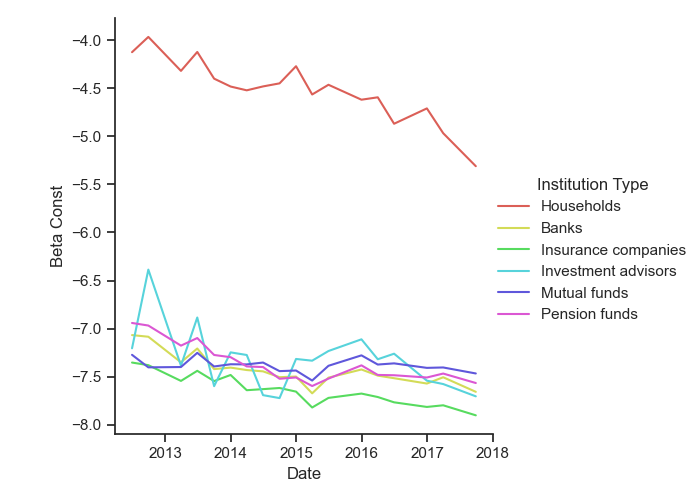 −4.0
−4.5
−5.0
−5.5
−6.0
−6.5
−7.0
−7.5
−8.0
Beta Const
2013 2014 2015 2016 2017 2018
Date
Institution Type
Households
Banks
Insurance companies
Investment advisors
Mutual funds
Pension funds